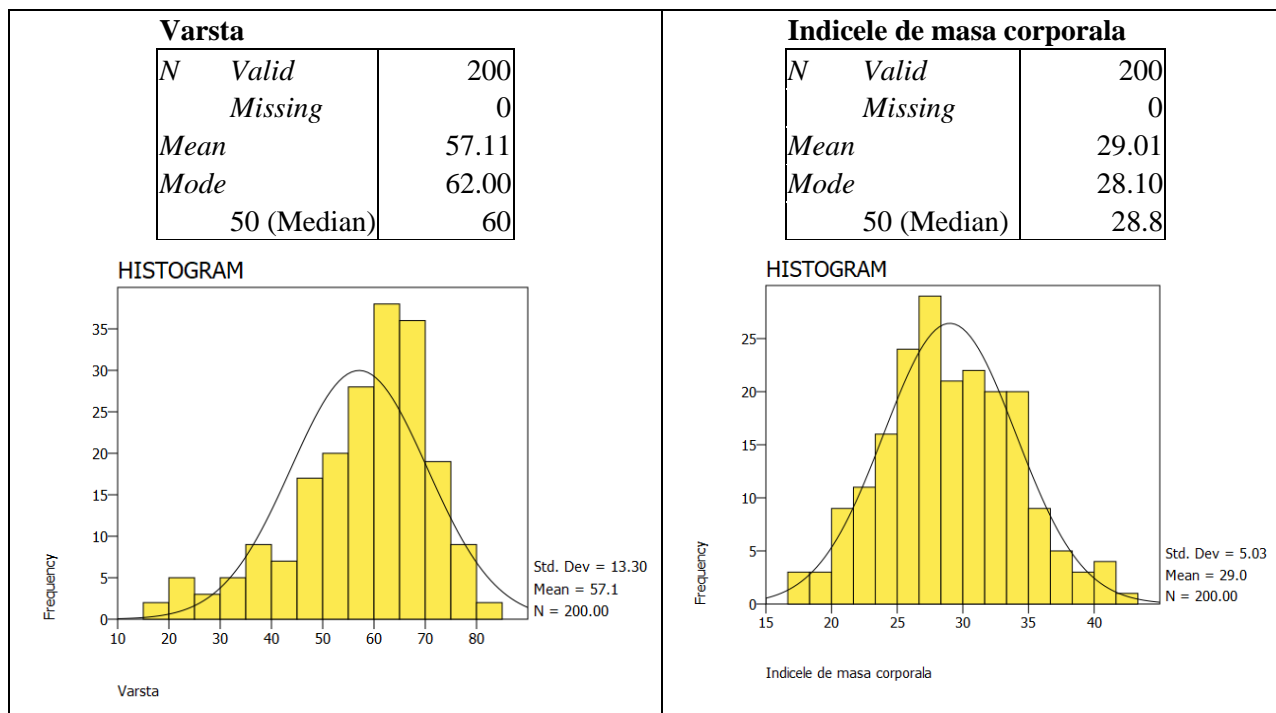 Varsta
N Valid 200
Missing 0
Mean 57.11
Mode 62.00
50 (Median) 60
HISTOGRAM
35
30
25
20
15
10
5
0
Frequency
10 20 30 40 50 60 70 80
Std. Dev = 13.30
Mean = 57.1
N = 200.00
Varsta
Indicele de masa corporala
N Valid 200
Missing 0
Mean 29.01
Mode 28.10
50 (Median) 28.8
HISTOGRAM
25
20
15
10
5
0
Frequency
15 20 25 30 35 40
Std. Dev = 5.03
Mean = 29.0
N = 200.00
Indicele de masa corporala